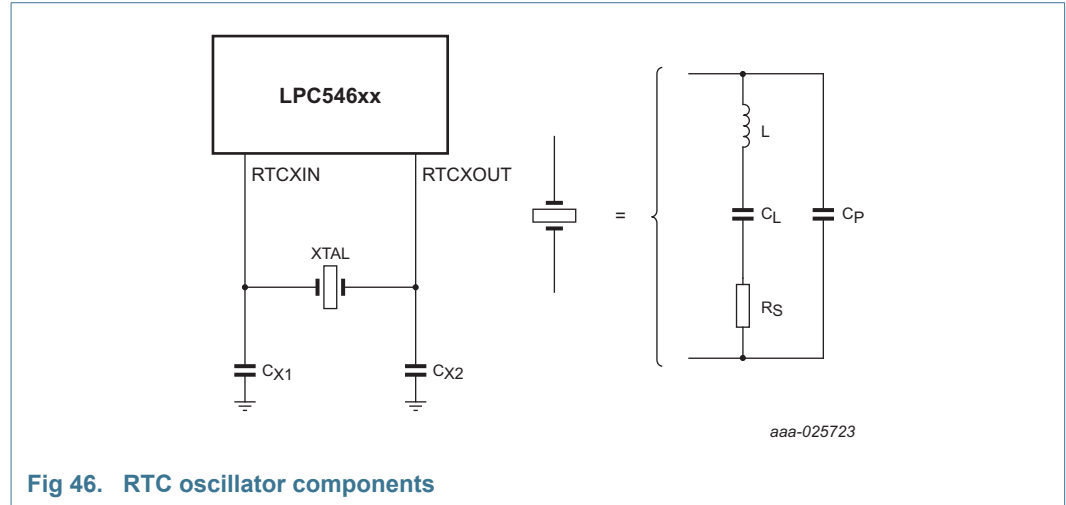 LPC546xx
RTCXIN
RTCXOUT
XTAL
CX1
CX2
=
L
CL
CP
RS
aaa-025723
Fig 46. RTC oscillator components